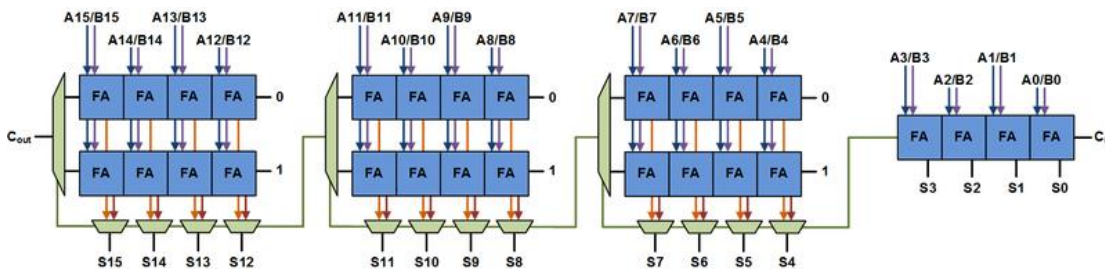 A15/B15 A13/B13 A11/B11 A9/B9 A7/B7 A5/B5
A14/B14 A12/B12 A10/B10 A8/B8 A6/B6 A4/B4
A3/B3 A1/B1
A2/B2 A0/B0
FA FA FA FA 0 FA FA FA FA 0 FA FA FA FA 0
Cout FA FA FA FA C
FA FA FA FA 1 FA FA FA FA 1 FA FA FA FA 1
S3 S2 S1 S0
S15 S14 S13 S12 S11 S10 S9 S8 S7 S6 S5 S4